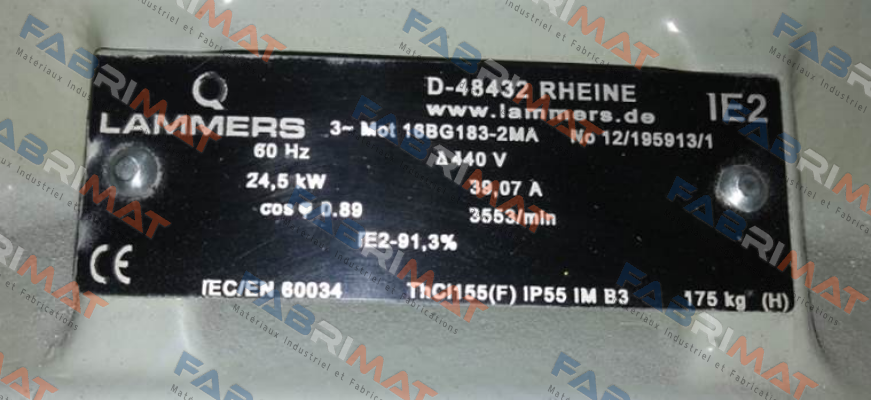 D-48432 RHEINE
www.lammers.de
IE2
LAMMERS 3~ Mot 16BG183-2MA No 12/195913/1
60 Hz Δ 440 V
24,5 kW 39,07 A
cos φ 0.89 3553/min
IE2-91,3%
CE IEC/EN 60034 ThCl155(F) IP55 IM B3 175 kg (H)
FABRIMAT
Matériaux Industriel et Fabrications